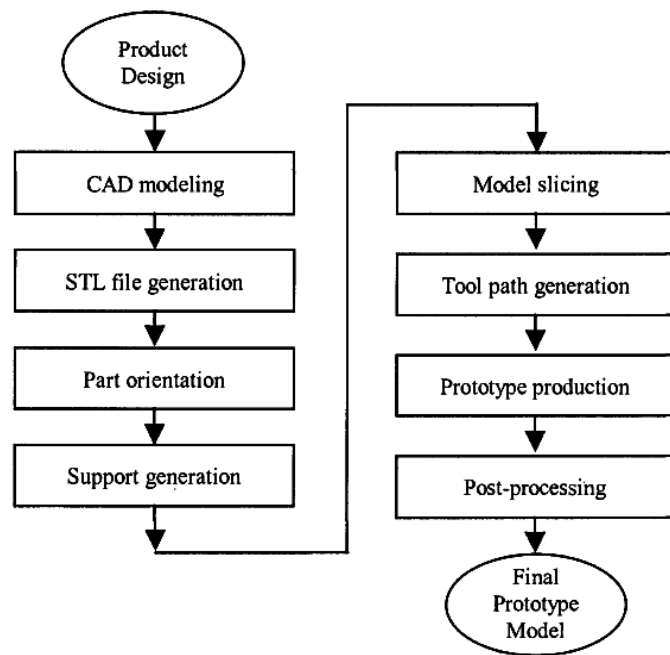 Product
Design
CAD modeling
STL file generation
Part orientation
Support generation
Model slicing
Tool path generation
Prototype production
Post-processing
Final
Prototype
Model